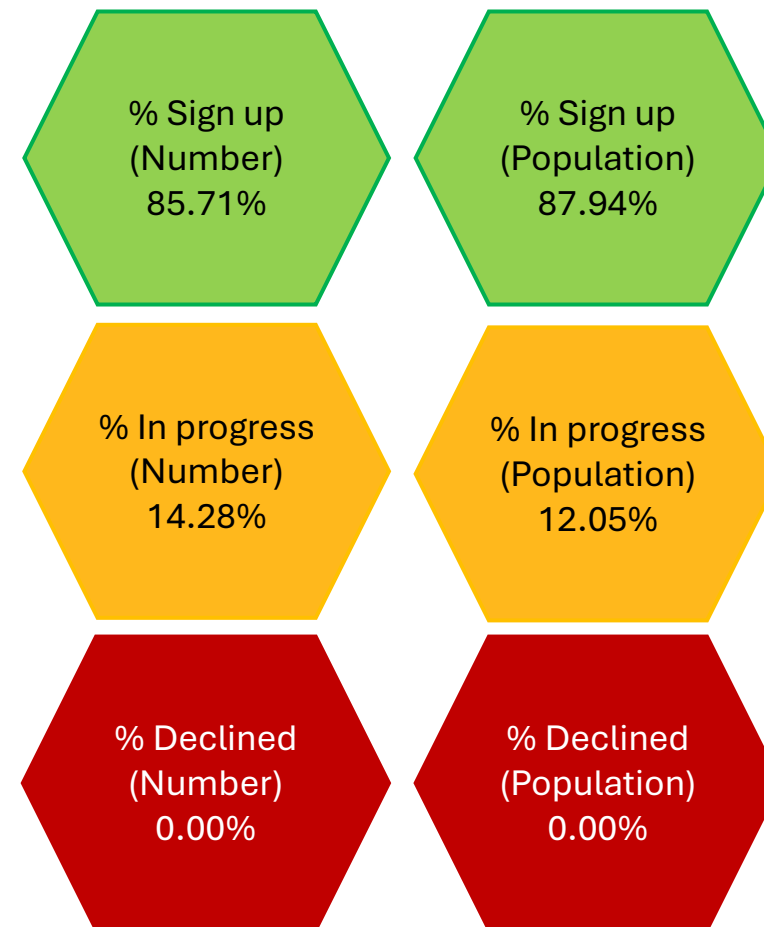 % Sign up
(Number)
85.71%
% Sign up
(Population)
87.94%
% In progress
(Number)
14.28%
% In progress
(Population)
12.05%
% Declined
(Number)
0.00%
% Declined
(Population)
0.00%